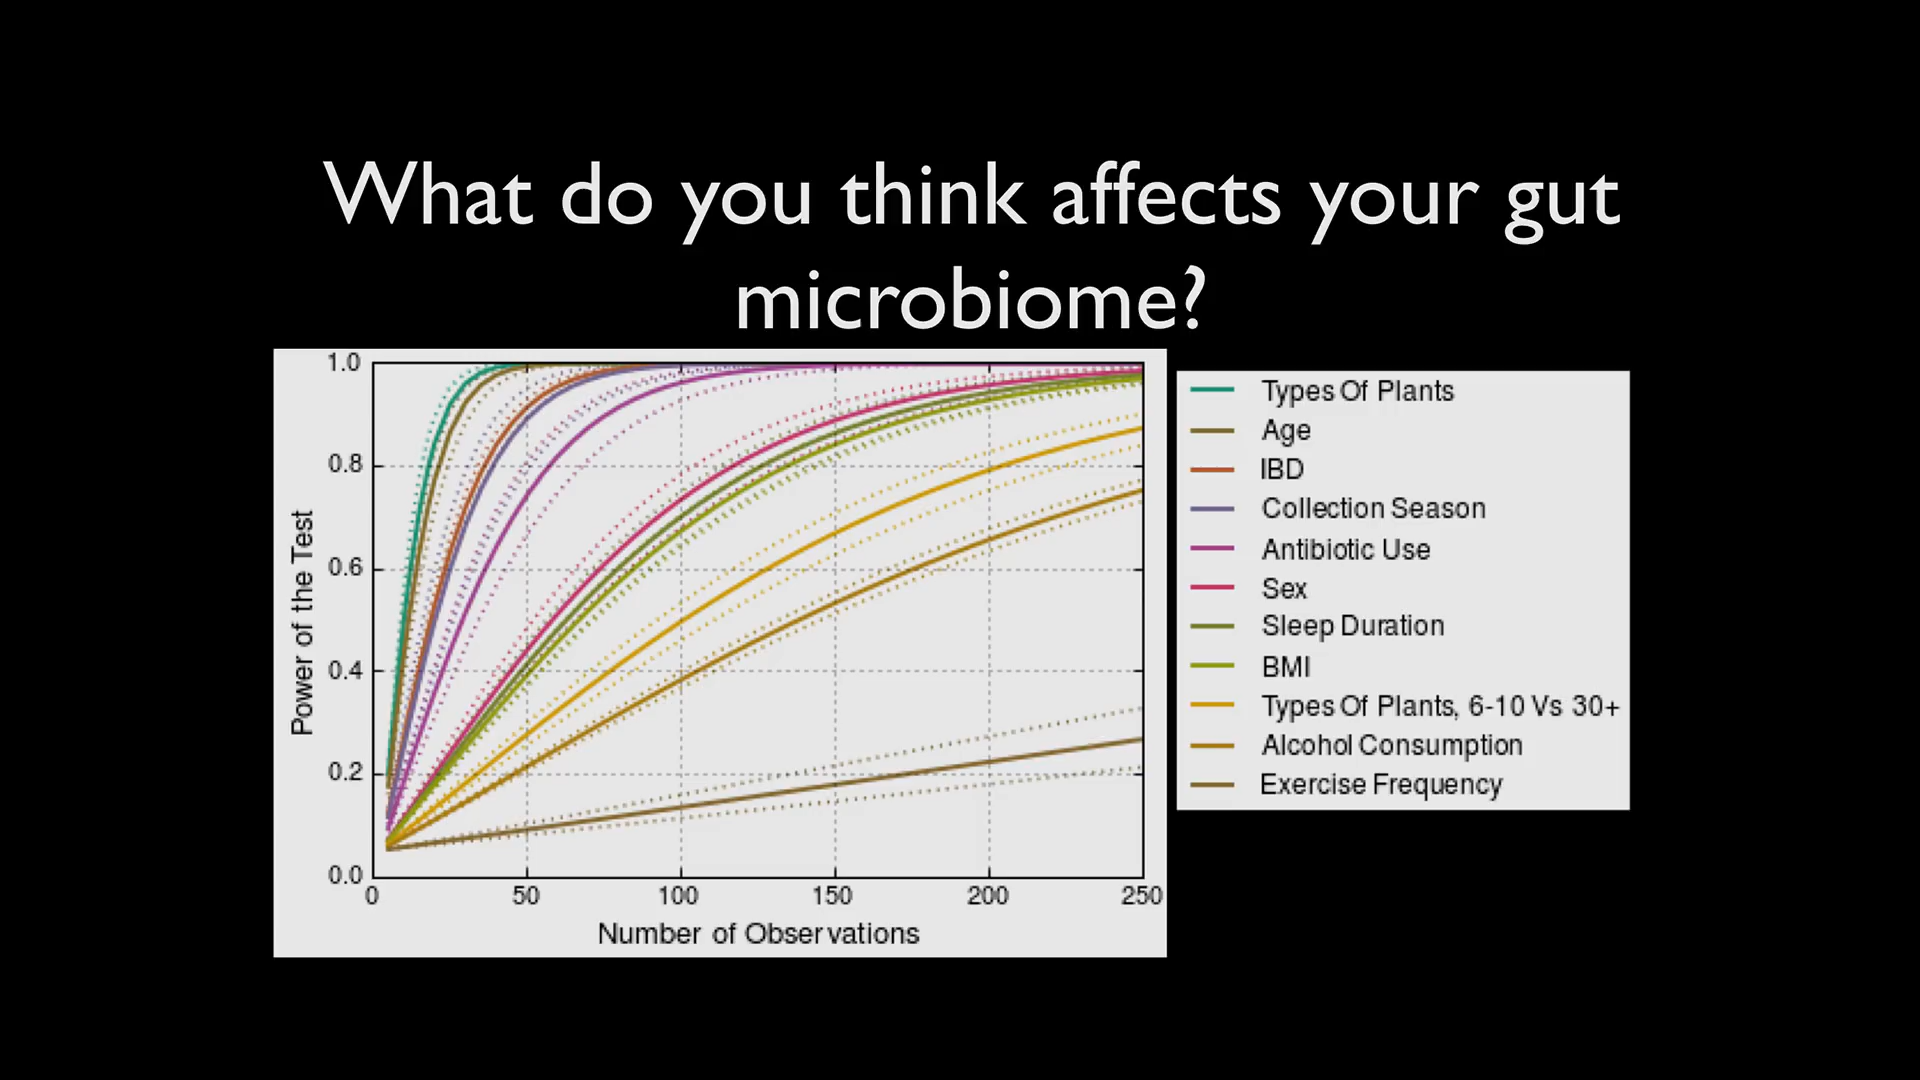 What do you think affects your gut
microbiome?
1.0
0.8
0.6
0.4
0.2
0.0
Power of the Test
0 50 100 150 200 250
Number of Observations
Types Of Plants
Age
IBD
Collection Season
Antibiotic Use
Sex
Sleep Duration
BMI
Types Of Plants, 6-10 Vs 30+
Alcohol Consumption
Exercise Frequency